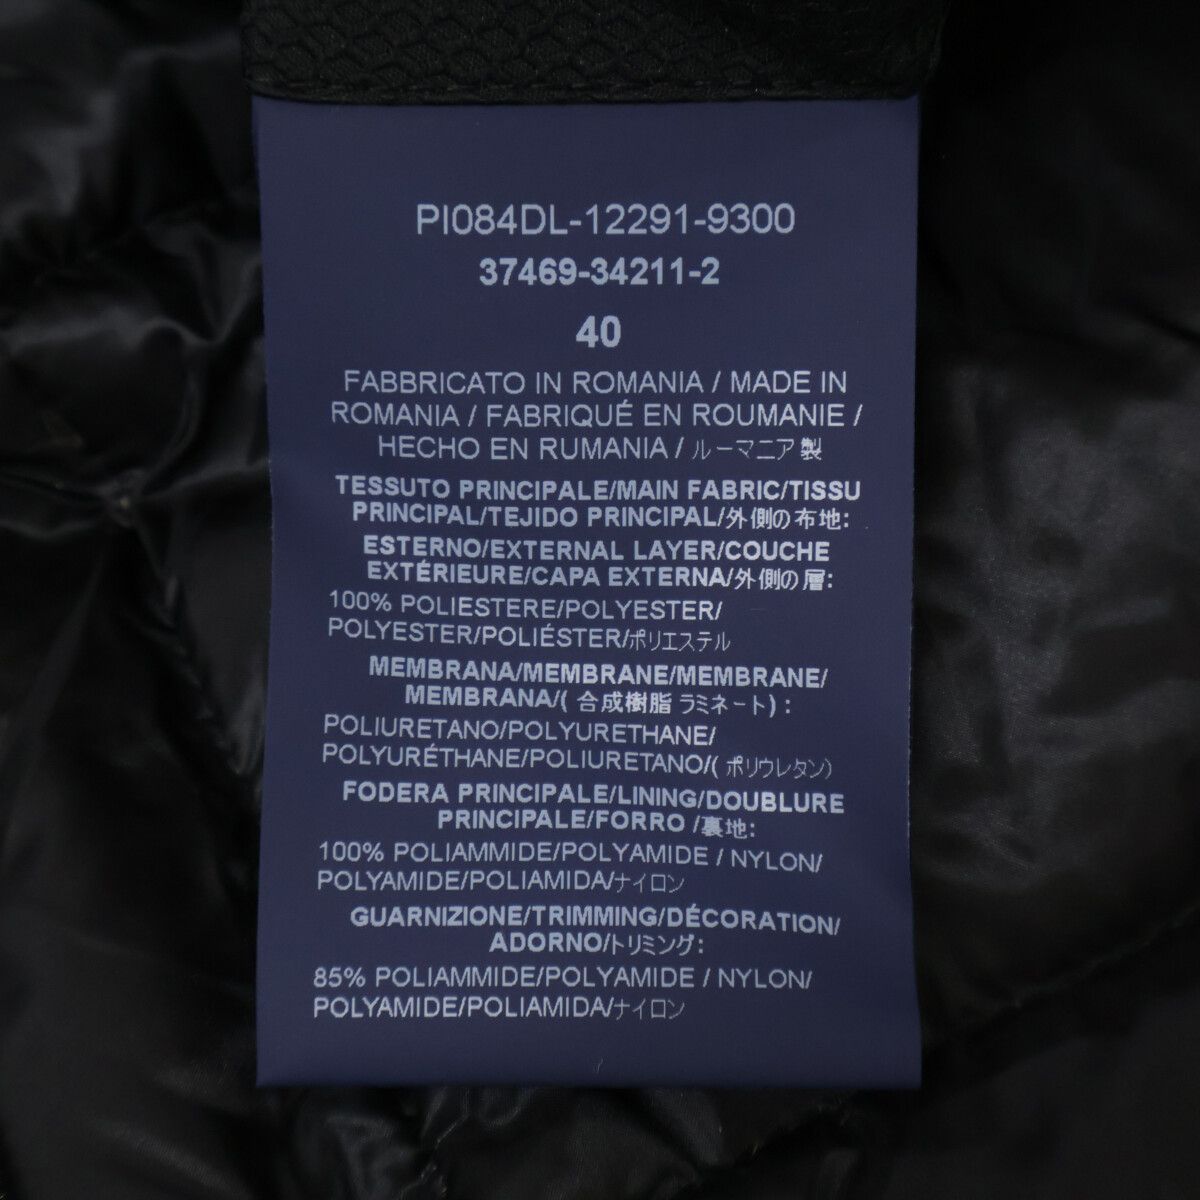 PI084DL-12291-9300
37469-34211-2
40
FABBRICATO IN ROMANIA / MADE IN
ROMANIA / FABRIQUÉ EN ROUMANIE /
HECHO EN RUMANIA / ルーマニア製
TESSUTO PRINCIPALE/MAIN FABRIC/TISSU
PRINCIPAL/TEJIDO PRINCIPAL/外側の布地:
ESTERNO/EXTERNAL LAYER/COUCHE
EXTÉRIEURE/CAPA EXTERNA/外側の層:
100% POLIESTERE/POLYESTER/
POLYESTER/POLIÉSTER/ポリエステル
MEMBRANA/MEMBRANE/MEMBRANE/
MEMBRANA/( 合成樹脂 ラミネート) :
POLIURETANO/POLYURETHANE/
POLYURÉTHANE/POLIURETANO/( ポリウレタン)
FODERA PRINCIPALE/LINING/DOUBLURE
PRINCIPALE/FORRO /裏地:
100% POLIAMMIDE/POLYAMIDE / NYLON/
POLYAMIDE/POLIAMIDA/ナイロン
GUARNIZIONE/TRIMMING/DÉCORATION/
ADORNO/トリミング:
85% POLIAMMIDE/POLYAMIDE / NYLON/
POLYAMIDE/POLIAMIDA/ナイロン